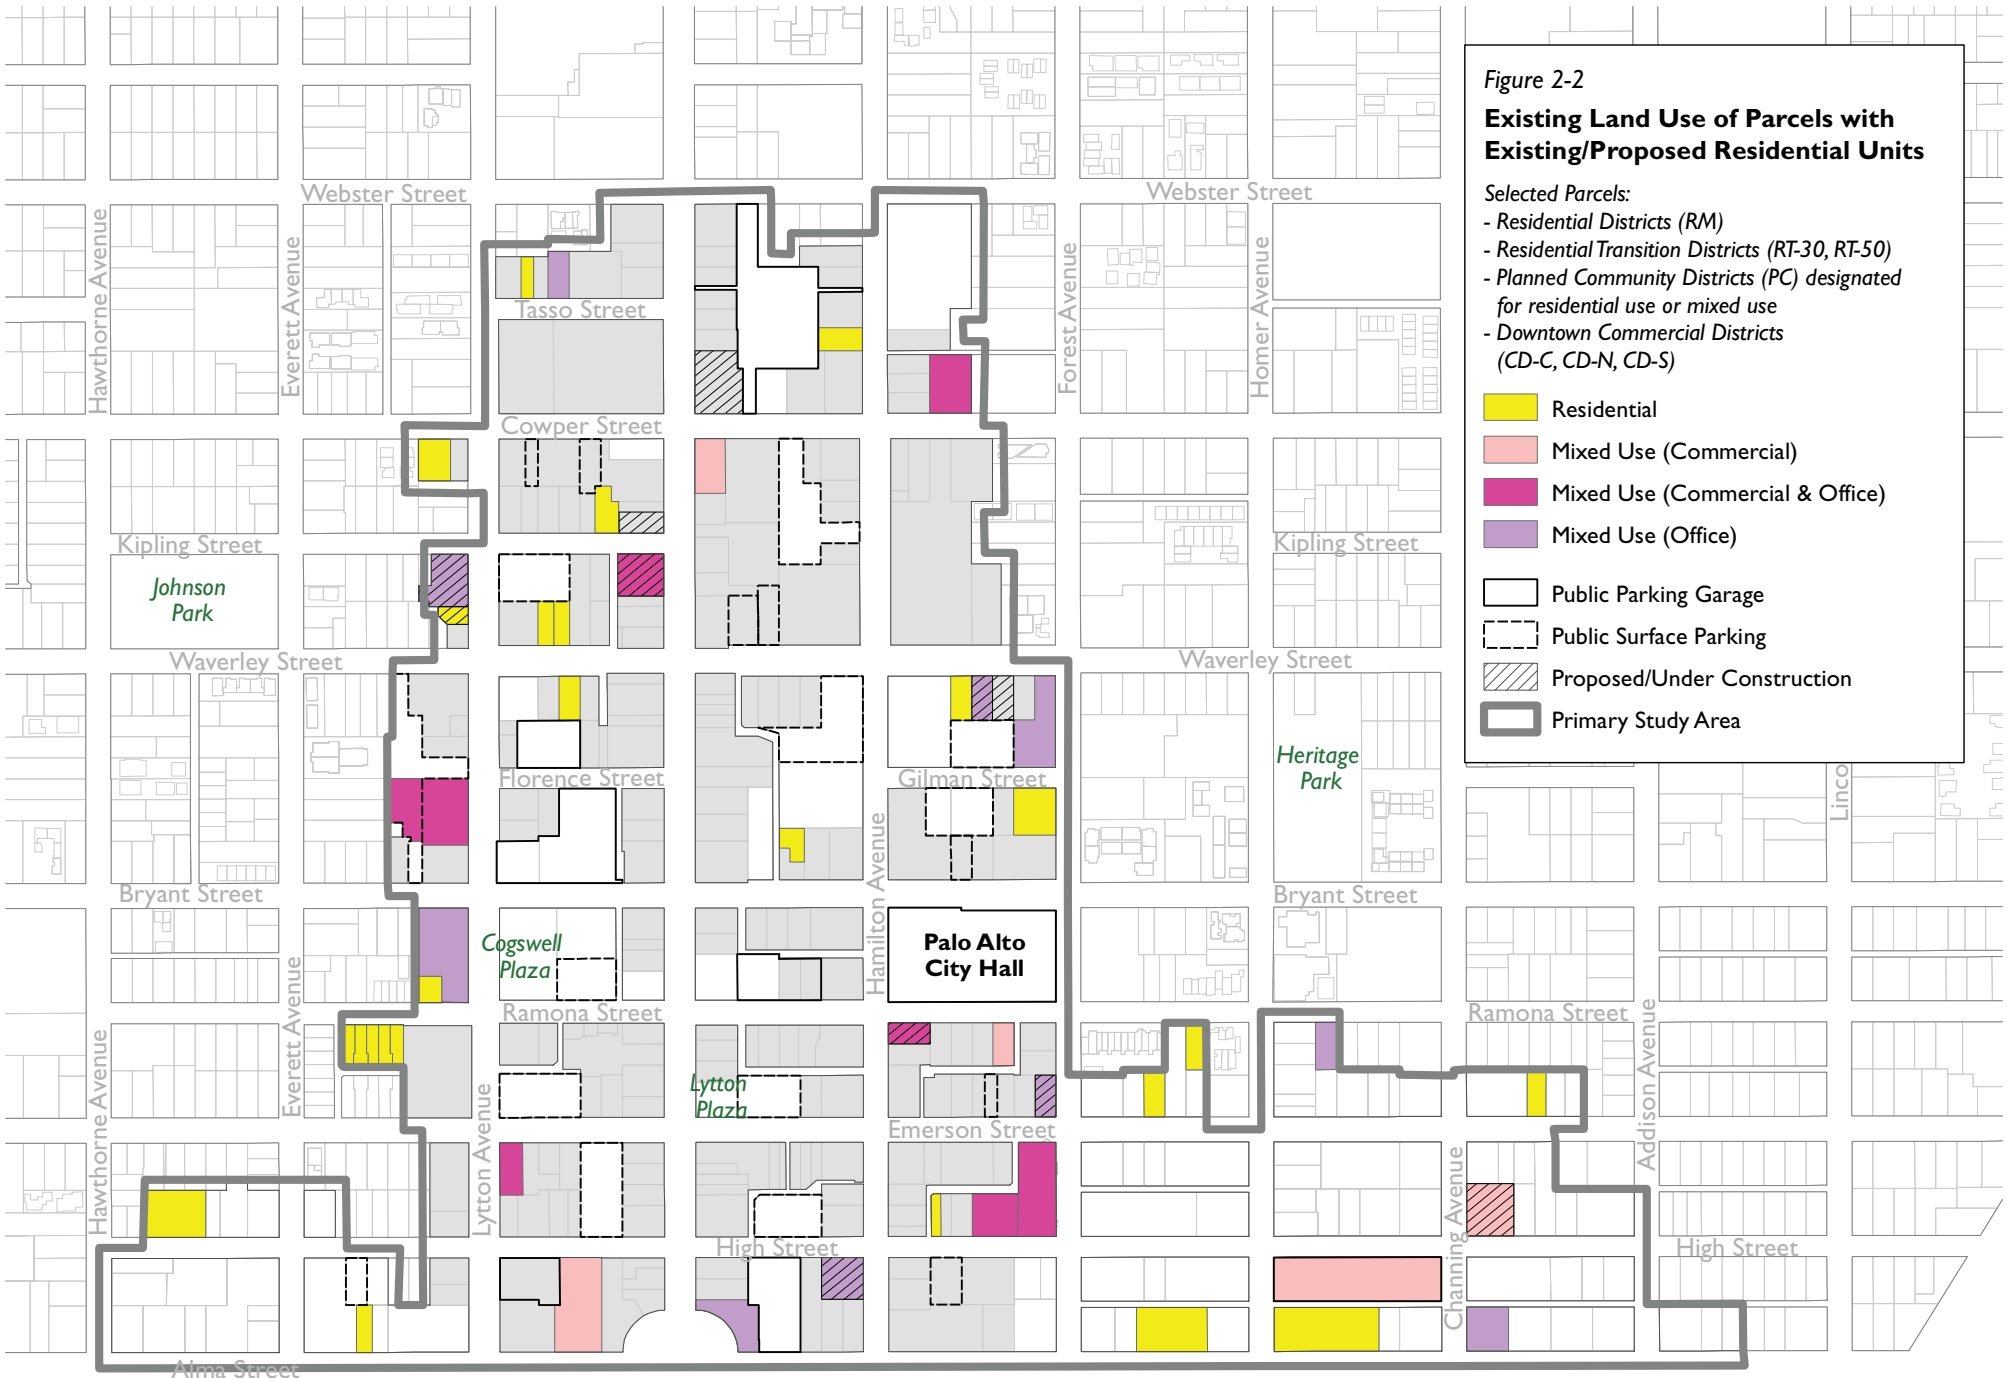 Figure 2-2
Existing Land Use of Parcels with
Existing/Proposed Residential Units
Selected Parcels:
- Residential Districts (RM)
- Residential Transition Districts (RT-30, RT-50)
- Planned Community Districts (PC) designated
for residential use or mixed use
- Downtown Commercial Districts
(CD-C, CD-N, CD-S)
Residential
Mixed Use (Commercial)
Mixed Use (Commercial & Office)
Mixed Use (Office)
Public Parking Garage
Public Surface Parking
Proposed/Under Construction
Primary Study Area
Webster Street
Webster Street
Hawthorne Avenue
Everett Avenue
Forest Avenue
Homer Avenue
Tasso Street
Cowper Street
Kipling Street
Kipling Street
Johnson
Park
Waverley Street
Waverley Street
Heritage
Park
Florence Street
Gilman Street
Linco
Hamilton Avenue
Bryant Street
Bryant Street
Cogswell
Plaza
Palo Alto
City Hall
Everett Avenue
Ramona Street
Ramona Street
Addison Avenue
Hawthorne Avenue
Lytton
Plaza
Lytton Avenue
Emerson Street
Channing Avenue
High Street
High Street
Alma Street